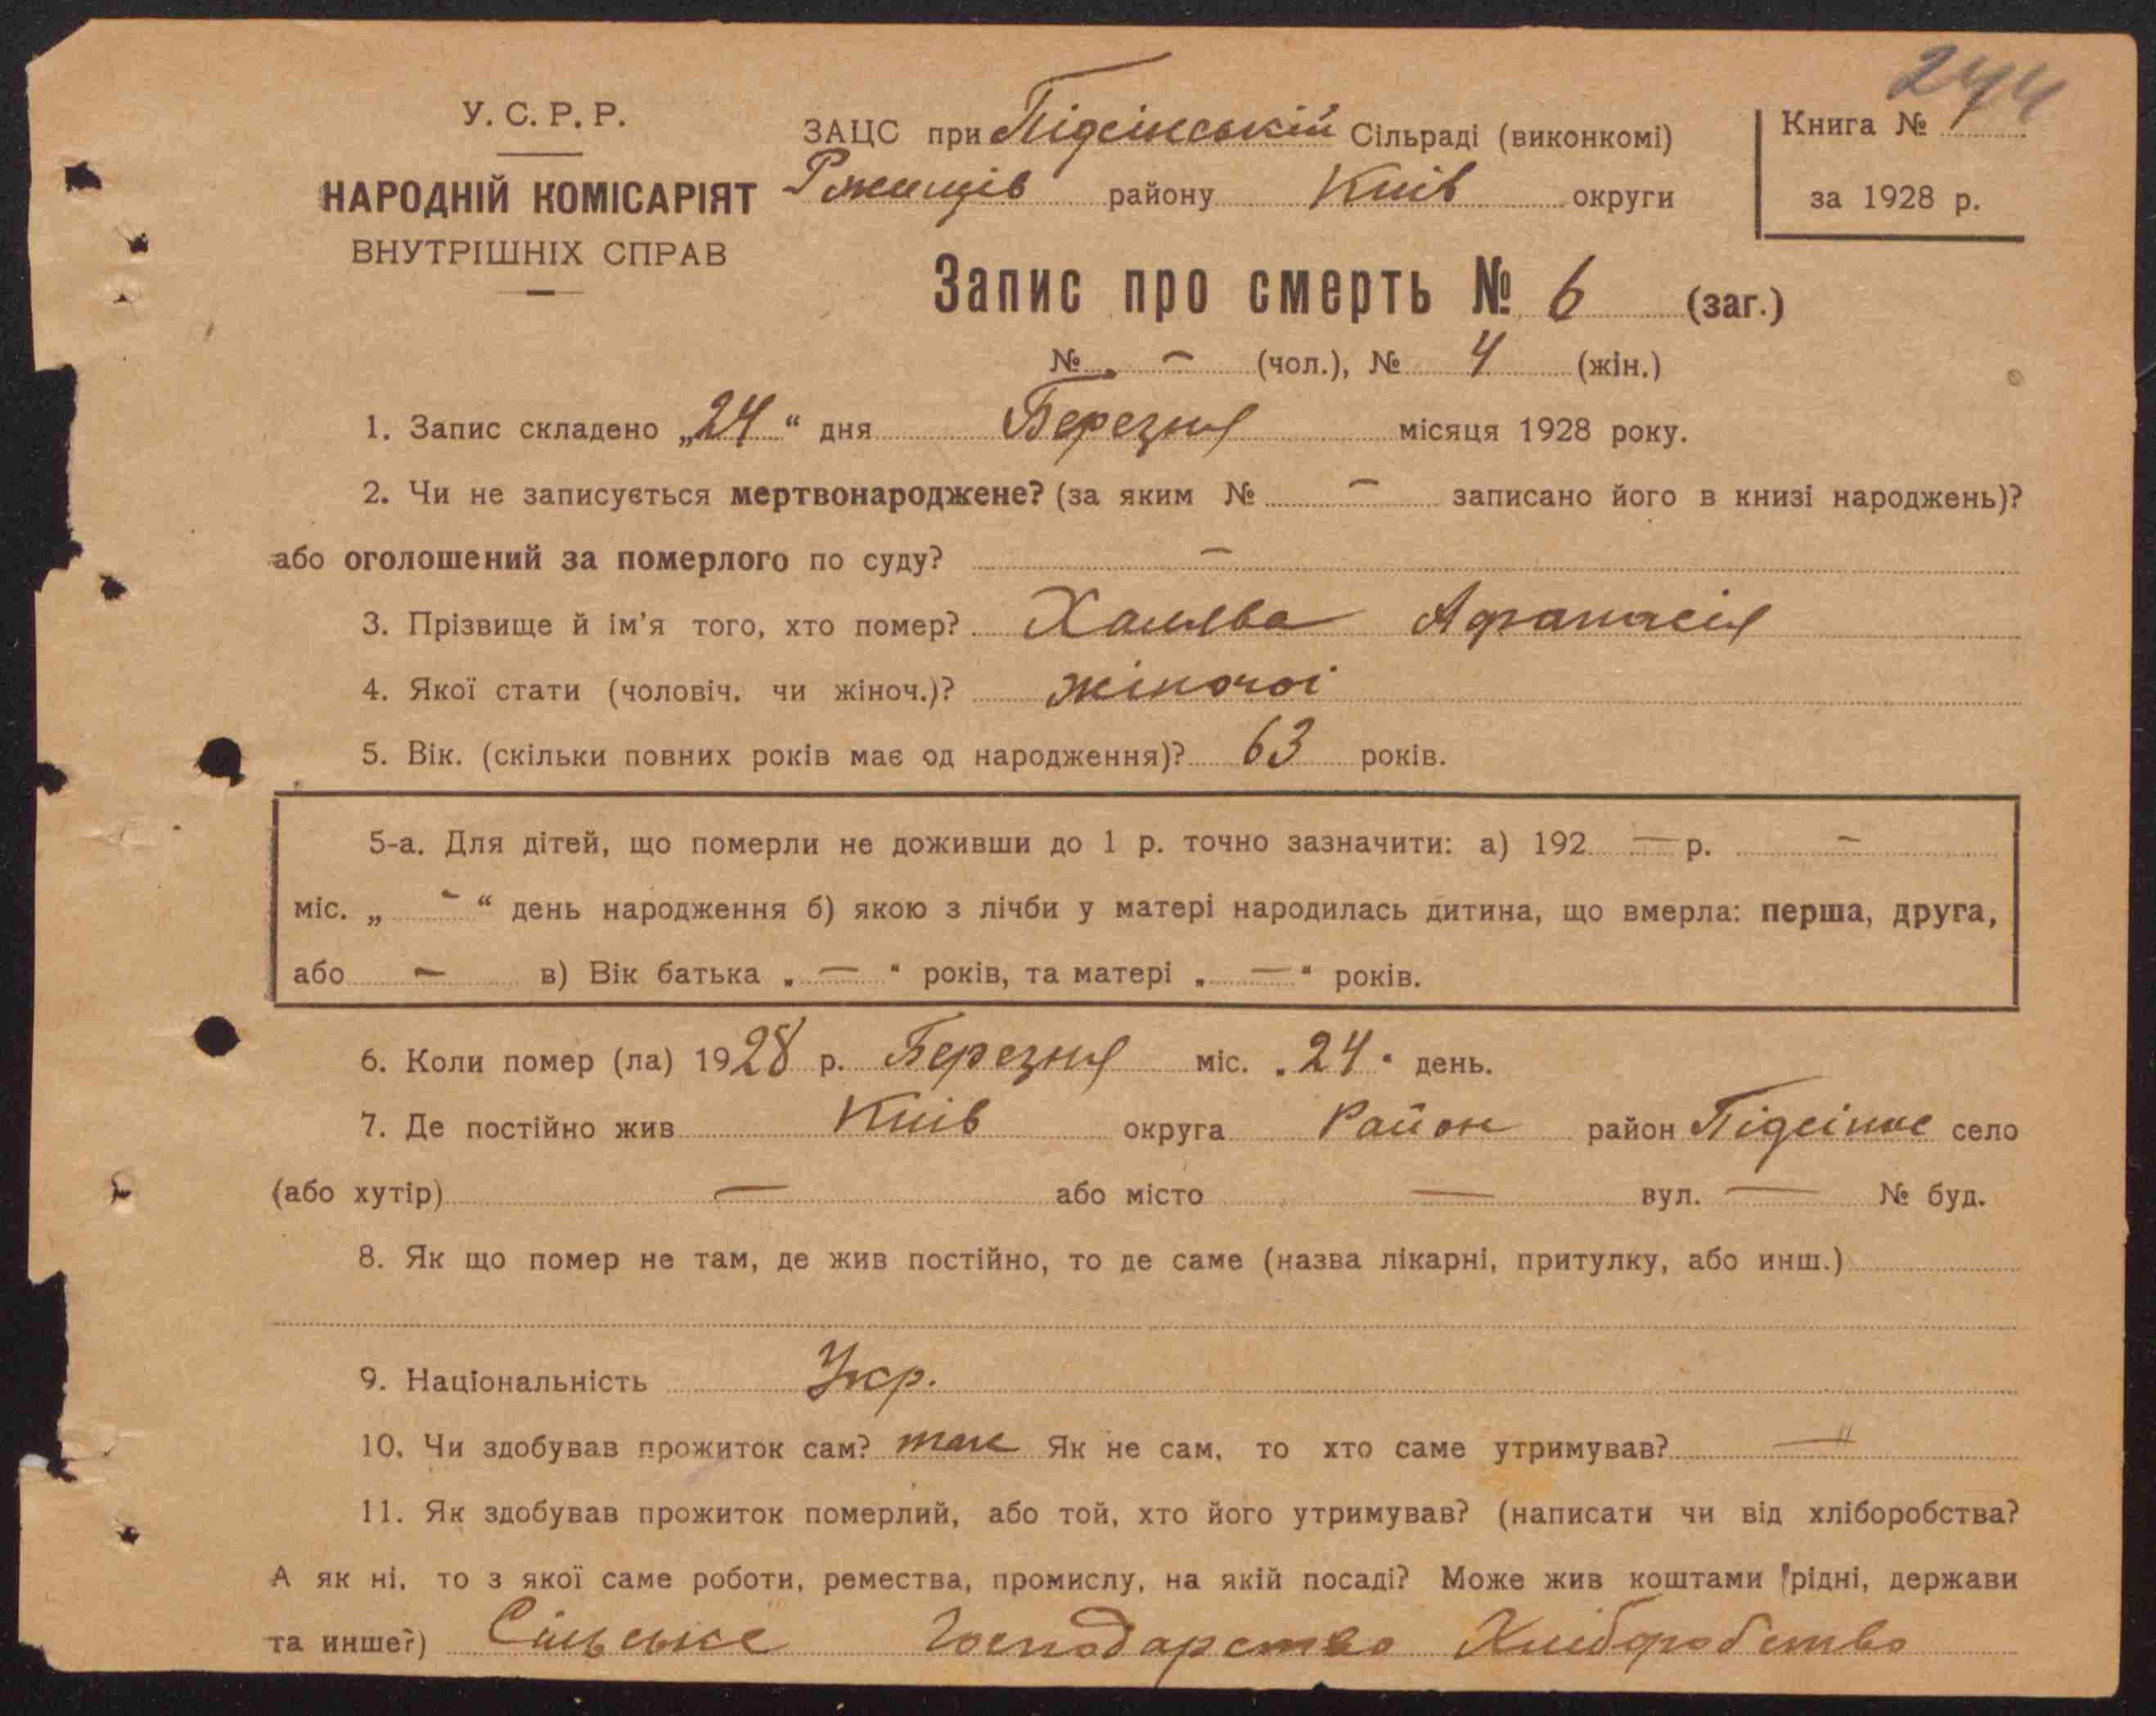 244
У. С. Р. Р.
НАРОДНІЙ КОМІСАРІЯТ
ВНУТРІШНІХ СПРАВ
ЗАЦС при Підсінській Сільраді (виконкомі)
Ржищів району Київ округи
Книга №
за 1928 р.
Запис про смерть № 6 (заг.)
№ – (чол.), № 4 (жін.)
1. Запис складено „24“ дня Березня місяця 1928 року.
2. Чи не записується мертвонароджене? (за яким № – записано його в книзі народжень)?
або оголошений за померлого по суду? –
3. Прізвище й ім'я того, хто помер? Халява Афанасія
4. Якої стати (чоловіч. чи жіноч.)? жіночоі
5. Вік. (скільки повних років має од народження)? 63 років.
5-а. Для дітей, що померли не доживши до 1 р. точно зазначити: а) 192 – р. –
міс. „ – “ день народження б) якою з лічби у матері народилась дитина, що вмерла: перша, друга,
або – в) Вік батька „ – “ років, та матері „ – “ років.
6. Коли помер (ла) 1928 р. Березня міс. „24“ день.
7. Де постійно жив Київ округа Район район Підсінне село
(або хутір) – або місто – вул. – № буд.
8. Як що помер не там, де жив постійно, то де саме (назва лікарні, притулку, або инш.)
9. Національність Укр.
10. Чи здобував прожиток сам? так Як не сам, то хто саме утримував? –"
11. Як здобував прожиток померлий, або той, хто його утримував? (написати чи від хліборобства?
А як ні, то з якої саме роботи, ремества, промислу, на якій посаді? Може жив коштами рідні, держави
та инше?) Сільське Господарство Хліборобство